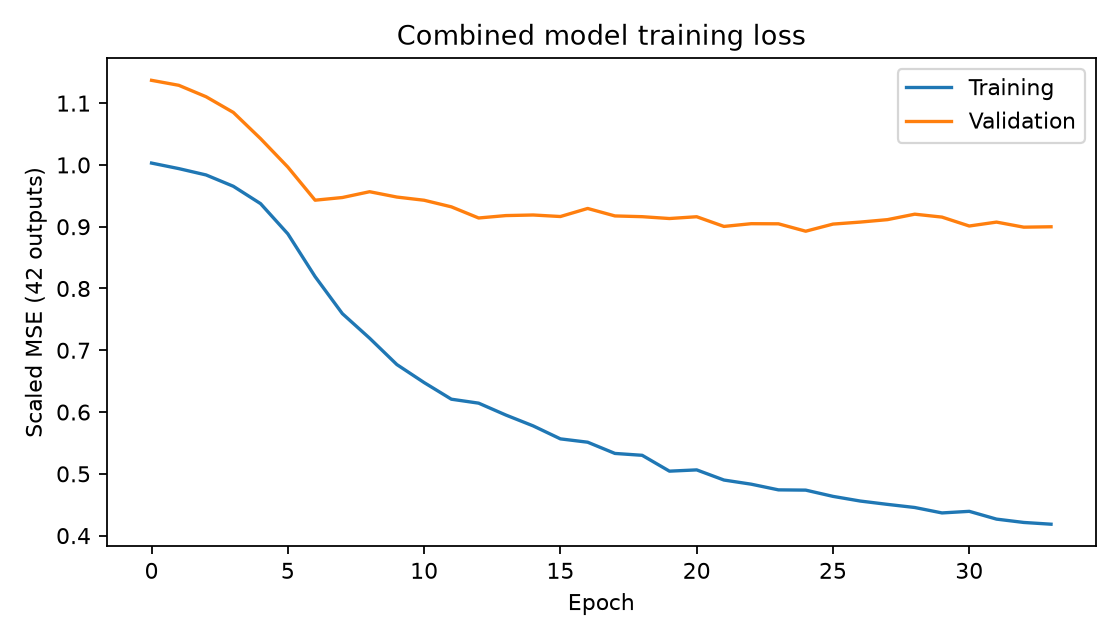 Combined model training loss
Training
Validation
Scaled MSE (42 outputs)
1.1
1.0
0.9
0.8
0.7
0.6
0.5
0.4
0 5 10 15 20 25 30
Epoch